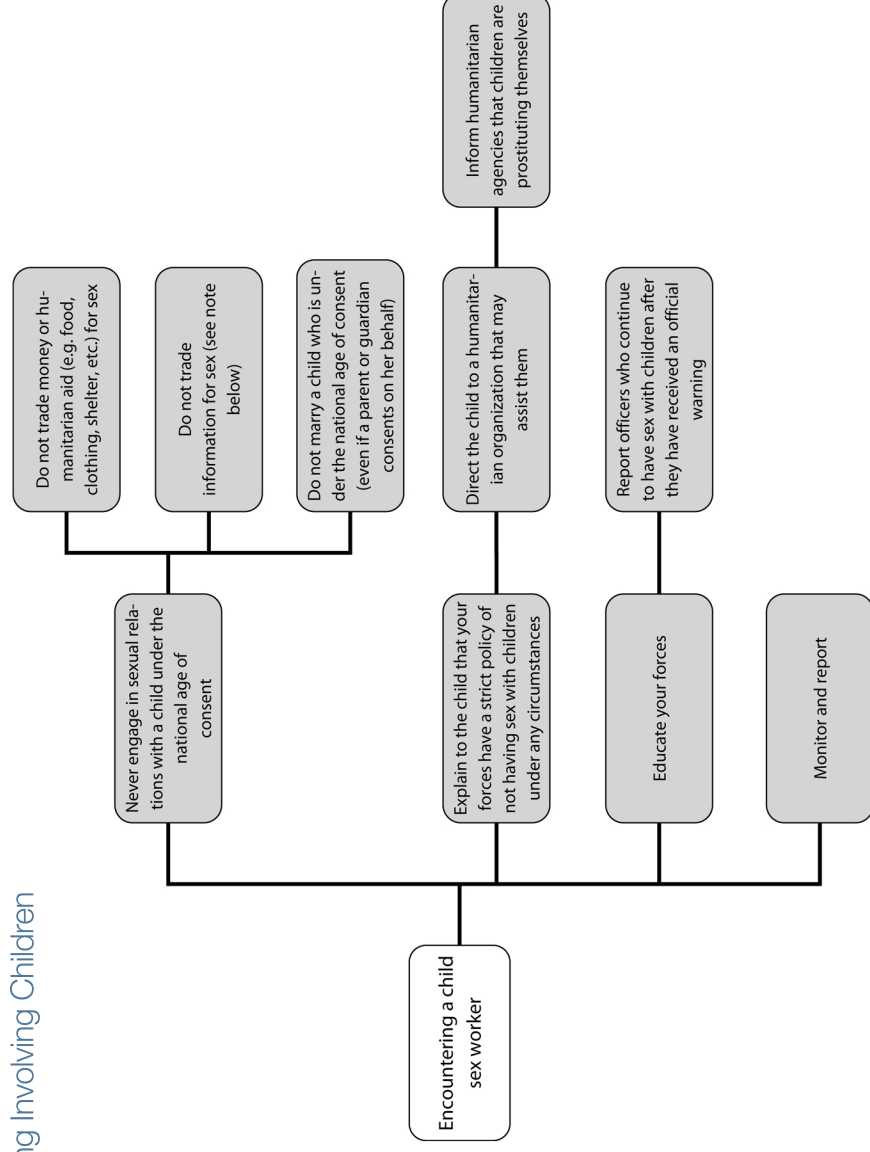 ng Involving Children
Encountering a child
sex worker
Never engage in sexual rela-
tions with a child under the
national age of
consent
Do not trade money or hu-
manitarian aid (e.g. food,
clothing, shelter, etc.) for sex
Do not trade
information for sex (see note
below)
Do not marry a child who is un-
der the national age of consent
(even if a parent or guardian
consents on her behalf)
Explain to the child that your
forces have a strict policy of
not having sex with children
under any circumstances
Direct the child to a humanitar-
ian organization that may
assist them
Inform humanitarian
agencies that children are
prostituting themselves
Educate your forces
Report officers who continue
to have sex with children after
they have received an official
warning
Monitor and report